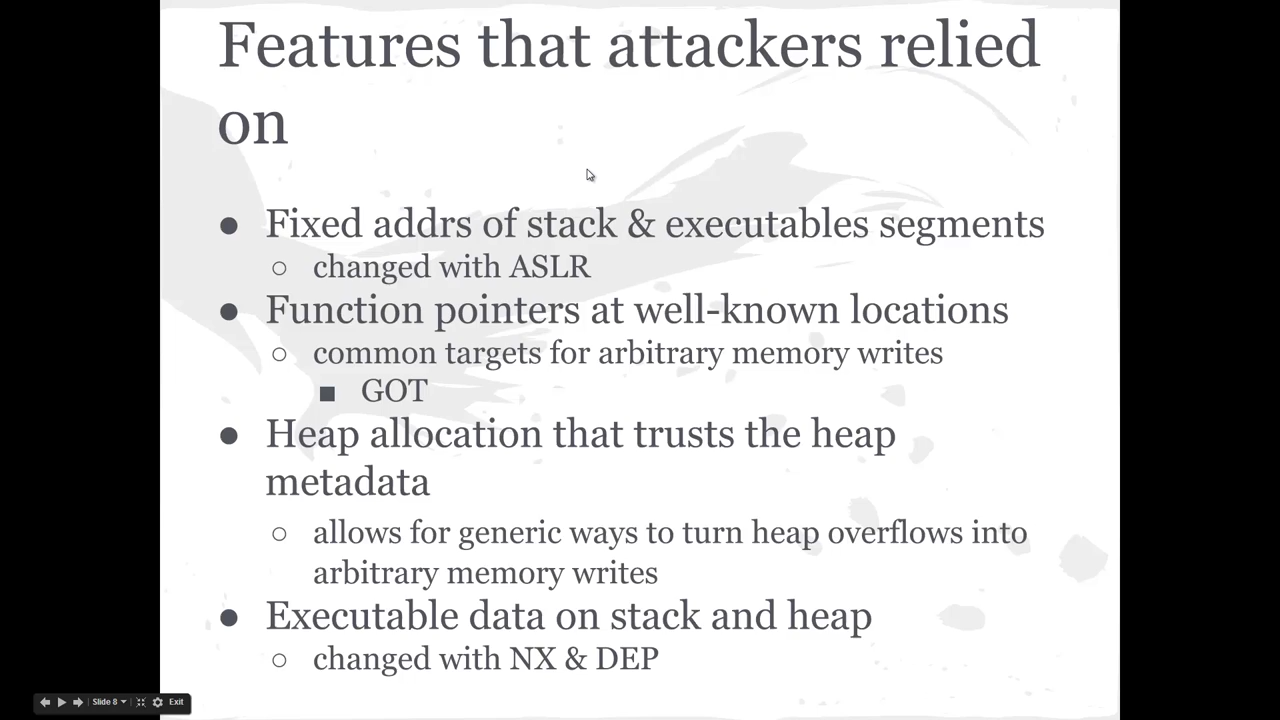 Features that attackers relied
on
● Fixed addrs of stack & executables segments
○ changed with ASLR
● Function pointers at well-known locations
○ common targets for arbitrary memory writes
■ GOT
● Heap allocation that trusts the heap
metadata
○ allows for generic ways to turn heap overflows into
arbitrary memory writes
● Executable data on stack and heap
○ changed with NX & DEP
Slide 8 Exit